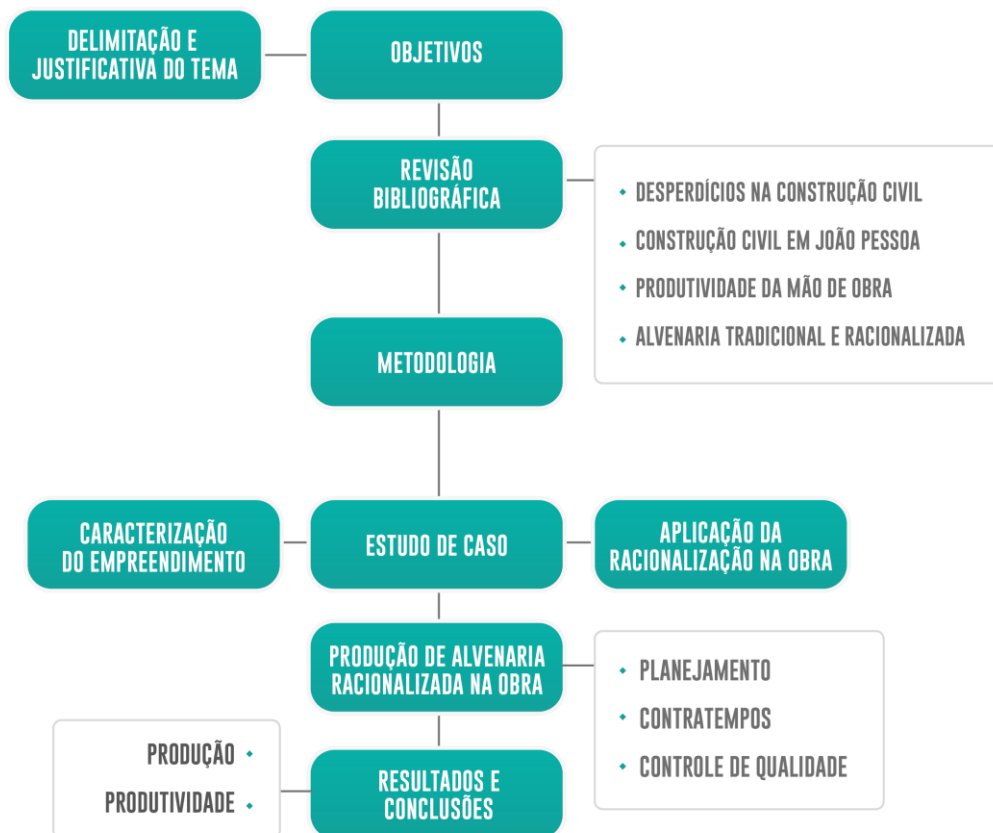 DELIMITAÇÃO E
JUSTIFICATIVA DO TEMA
OBJETIVOS
REVISÃO
BIBLIOGRÁFICA
DESPERDÍCIOS NA CONSTRUÇÃO CIVIL
CONSTRUÇÃO CIVIL EM JOÃO PESSOA
PRODUTIVIDADE DA MÃO DE OBRA
ALVENARIA TRADICIONAL E RACIONALIZADA
METODOLOGIA
CARACTERIZAÇÃO
DO EMPREENDIMENTO
ESTUDO DE CASO
APLICAÇÃO DA
RACIONALIZAÇÃO NA OBRA
PRODUÇÃO DE ALVENARIA
RACIONALIZADA NA OBRA
PLANEJAMENTO
CONTRATEMPOS
CONTROLE DE QUALIDADE
PRODUÇÃO
PRODUTIVIDADE
RESULTADOS E
CONCLUSÕES